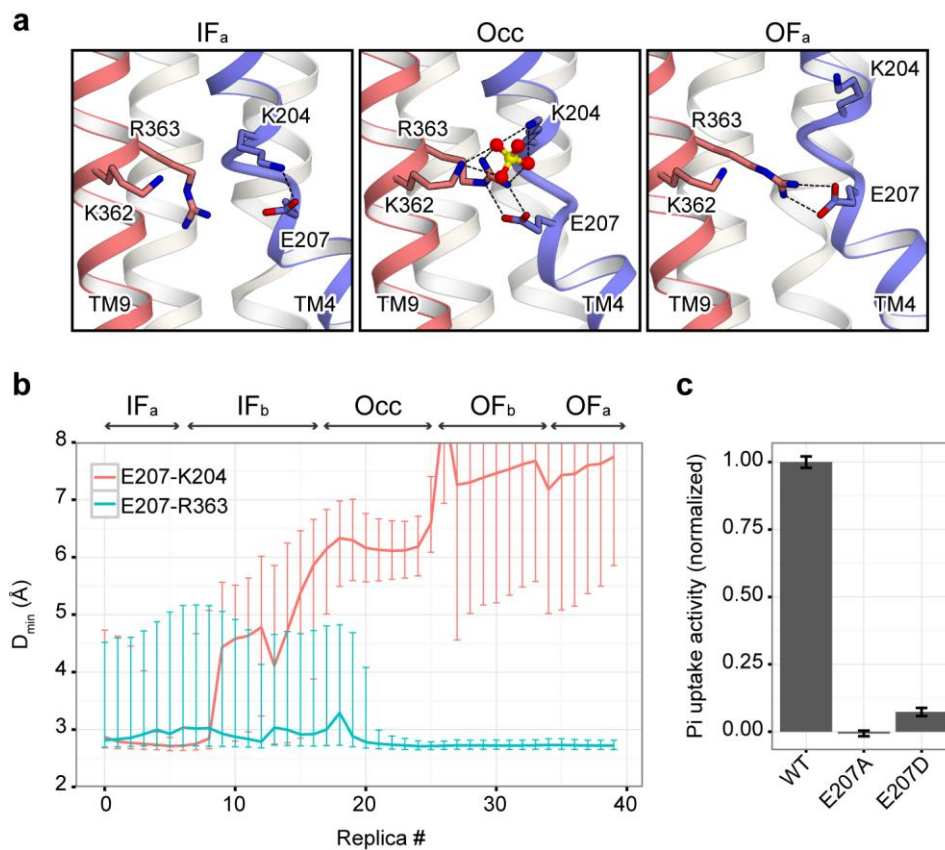 a
IFa
Occ
OFa
R363
K204
K362
E207
TM9
TM4
R363
K204
K362
E207
TM9
TM4
K204
R363
K362
E207
TM9
TM4
b
IFa
IFb
Occ
OFb
OFa
8
7
6
5
4
3
2
Dmin (Å)
E207-K204
E207-R363
0
10
20
30
40
Replica #
c
Pi uptake activity (normalized)
1.00
0.75
0.50
0.25
0.00
WT
E207A
E207D